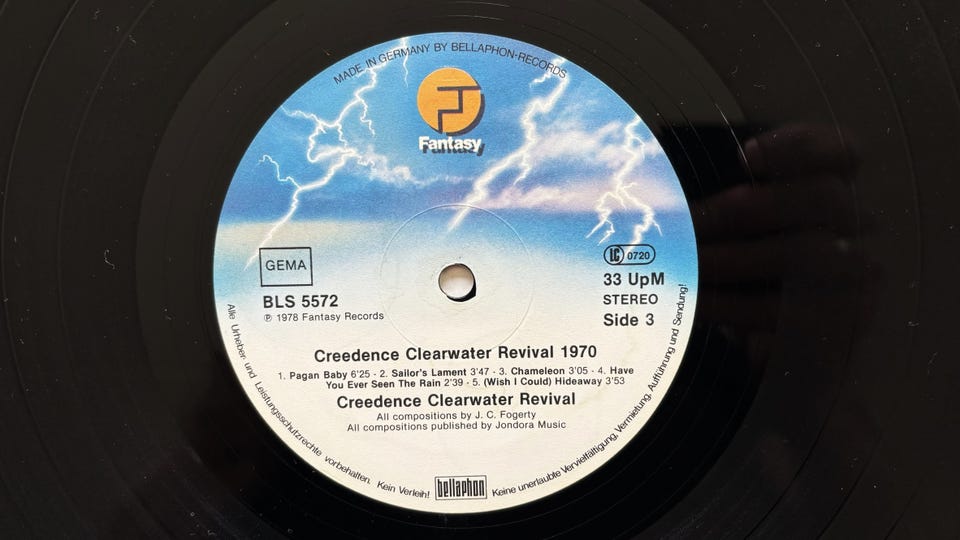 MADE IN GERMANY BY BELLAPHON-RECORDS
Fantasy
GEMA
LC 0720
BLS 5572
33 UpM
℗ 1978 Fantasy Records
STEREO
Side 3
Creedence Clearwater Revival 1970
1. Pagan Baby 6'25 - 2. Sailor's Lament 3'47 - 3. Chameleon 3'05 - 4. Have
You Ever Seen The Rain 2'39 - 5. (Wish I Could) Hideaway 3'53
Creedence Clearwater Revival
All compositions by J. C. Fogerty
All compositions published by Jondora Music
bellaphon
Alle Urheber- und Leistungsschutzrechte vorbehalten. Kein Verleih! Keine unerlaubte Vervielfältigung, Vermietung, Aufführung und Sendung!